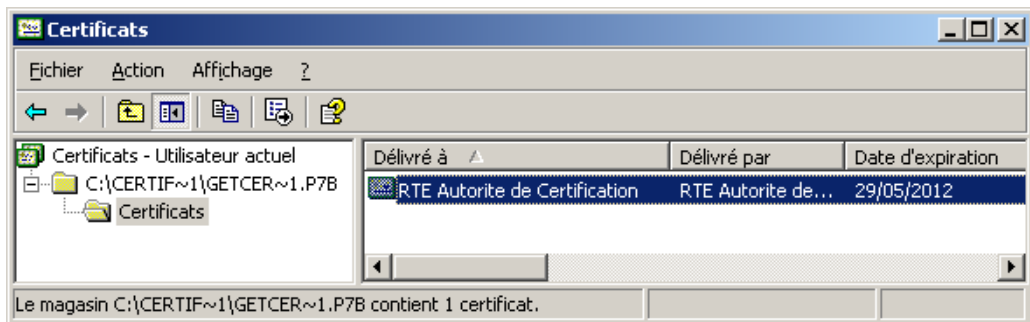 Certificats
Fichier Action Affichage ?
Certificats - Utilisateur actuel
C:\CERTIF~1\GETCER~1.P7B
Certificats
Délivré à Délivré par Date d'expiration
RTE Autorite de Certification RTE Autorite de... 29/05/2012
Le magasin C:\CERTIF~1\GETCER~1.P7B contient 1 certificat.